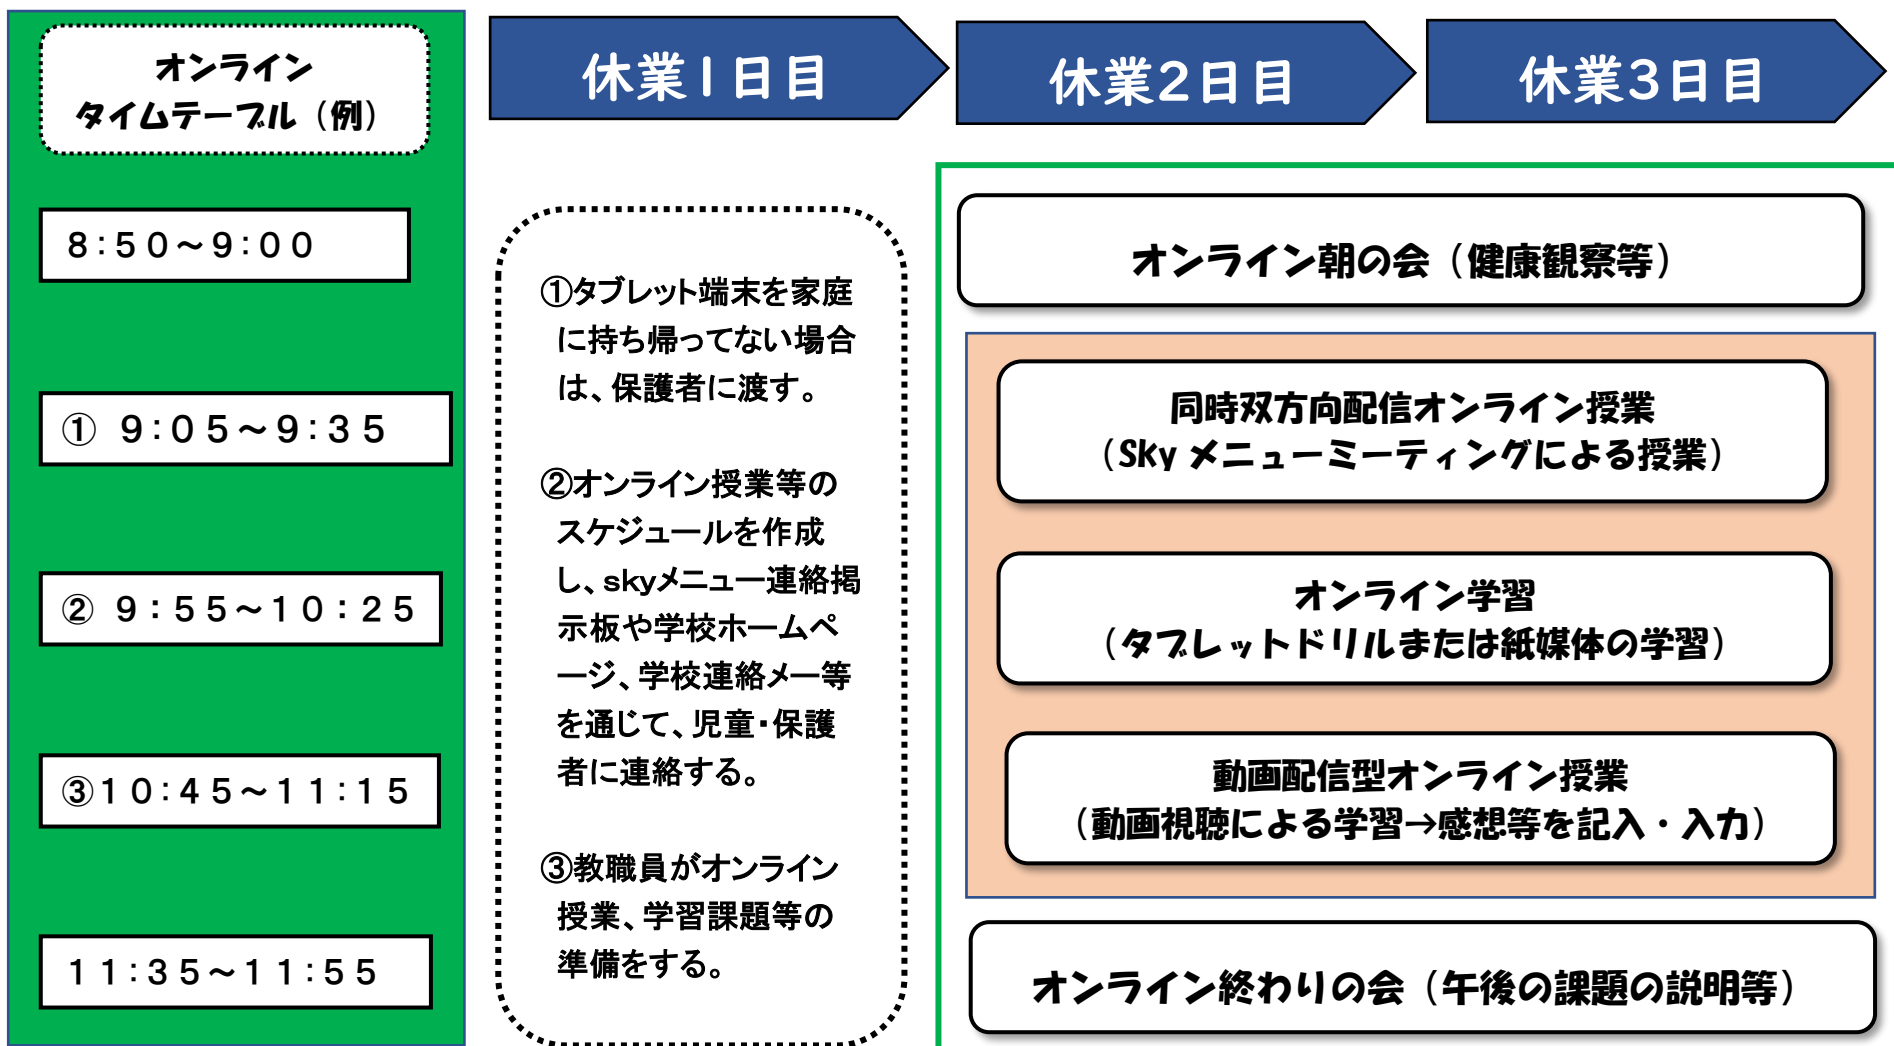 オンライン
タイムテーブル（例）
8：50～9：00
① 9：05～9：35
② 9：55～10：25
③10：45～11：15
11：35～11：55
休業1日目
休業2日目
休業3日目
①タブレット端末を家庭
に持ち帰ってない場合
は、保護者に渡す。
②オンライン授業等の
スケジュールを作成
し、skyメニュー連絡掲
示板や学校ホームペ
ージ、学校連絡メー等
を通じて、児童・保護
者に連絡する。
③教職員がオンライン
授業、学習課題等の
準備をする。
オンライン朝の会（健康観察等）
同時双方向配信オンライン授業
（Sky メニューミーティングによる授業）
オンライン学習
（タブレットドリルまたは紙媒体の学習）
動画配信型オンライン授業
（動画視聴による学習→感想等を記入・入力）
オンライン終わりの会（午後の課題の説明等）